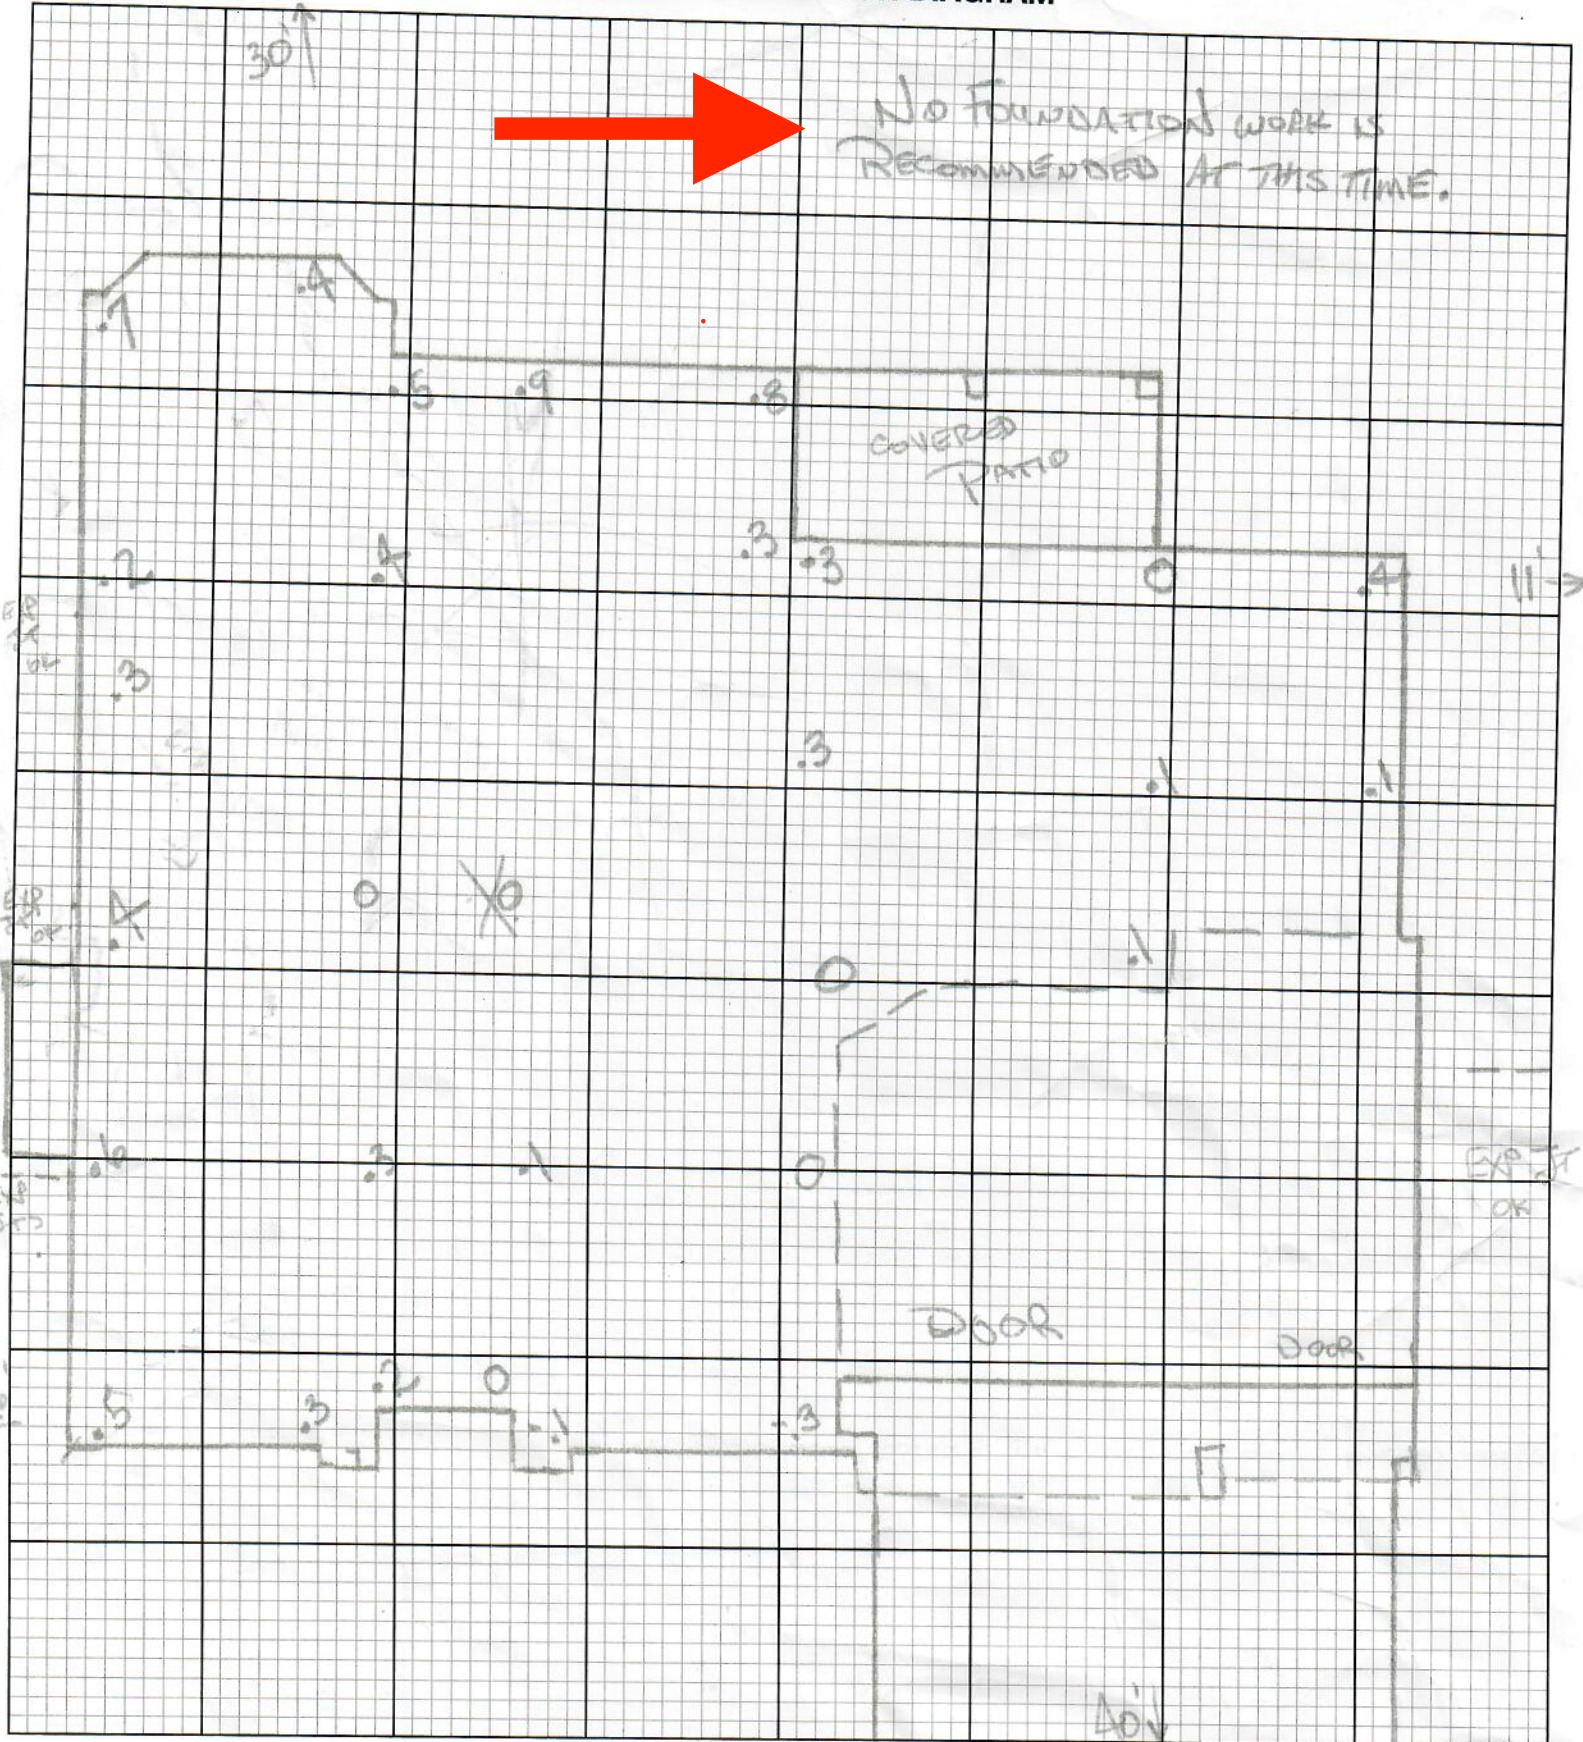 30'
NO FOUNDATION WORK IS
RECOMMENDED AT THIS TIME.
.7
.4
.5 .9 .8
COVERED
PATIO
.2 .4 .3 .3 0 .4 11'
.3
.3 .1 .1
.4 0 X0
0 .1
.6 .3 .1 0
EXP JT
OK
DOOR DOOR
.2 0
.5 .3 -.1 -.3
40'